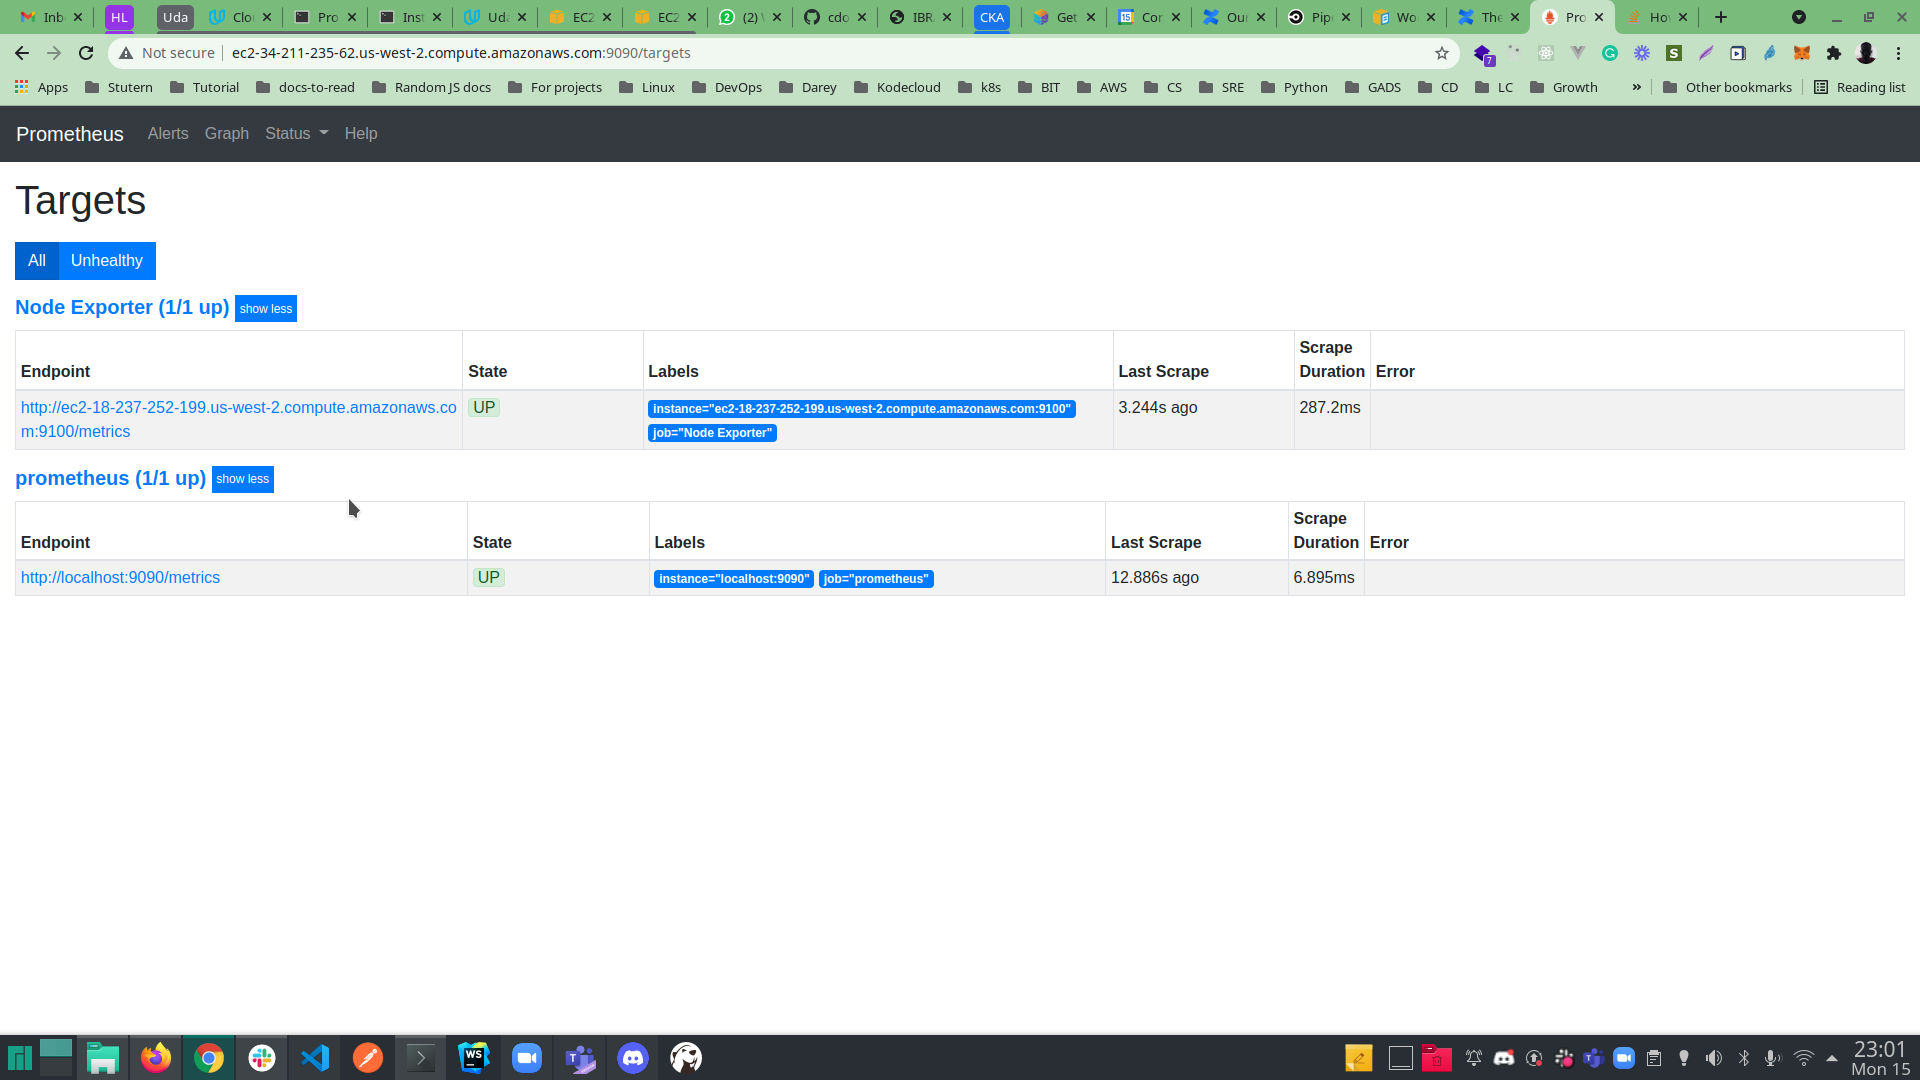 Inb HL Uda Clo Pro Inst Uda EC2 EC2 (2) cdo IBR CKA Get Cor Our Pip Wo The Pro Ho
Not secure ec2-34-211-235-62.us-west-2.compute.amazonaws.com:9090/targets 7
Apps Stutern Tutorial docs-to-read Random JS docs For projects Linux DevOps Darey Kodecloud k8s BIT AWS CS SRE Python GADS CD LC Growth » Other bookmarks Reading list
Prometheus Alerts Graph Status Help
Targets
All Unhealthy
Node Exporter (1/1 up) show less
Endpoint State Labels Last Scrape Scrape Duration Error
http://ec2-18-237-252-199.us-west-2.compute.amazonaws.co UP instance="ec2-18-237-252-199.us-west-2.compute.amazonaws.com:9100" 3.244s ago 287.2ms
m:9100/metrics job="Node Exporter"
prometheus (1/1 up) show less
Endpoint State Labels Last Scrape Scrape Duration Error
http://localhost:9090/metrics UP instance="localhost:9090" job="prometheus" 12.886s ago 6.895ms
23:01
Mon 15